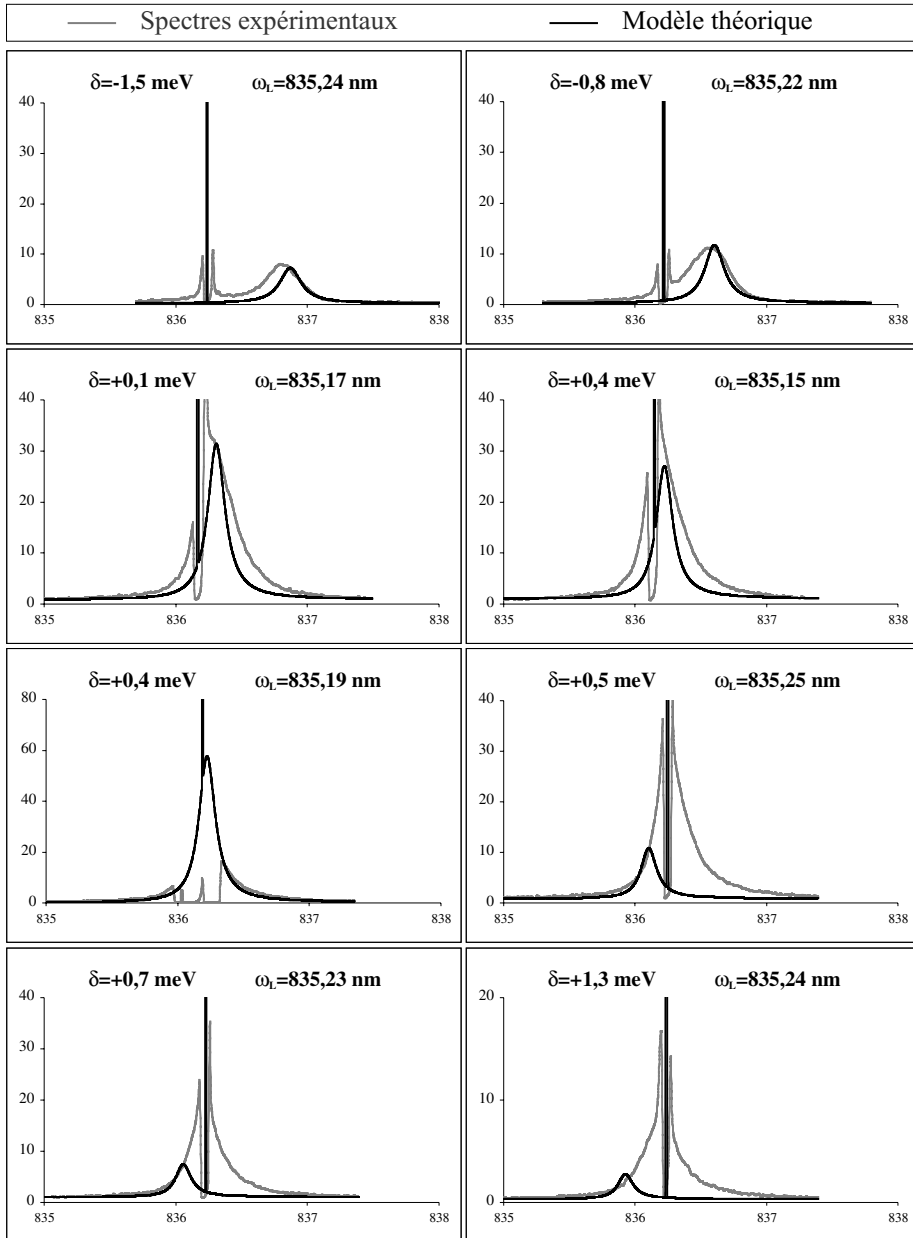 Spectres expérimentaux Modèle théorique
δ=-1,5 meV ω_L=835,24 nm
40
30
20
10
0
835 836 837 838
δ=-0,8 meV ω_L=835,22 nm
40
30
20
10
0
835 836 837 838
δ=+0,1 meV ω_L=835,17 nm
40
30
20
10
0
835 836 837 838
δ=+0,4 meV ω_L=835,15 nm
40
30
20
10
0
835 836 837 838
δ=+0,4 meV ω_L=835,19 nm
80
60
40
20
0
835 836 837 838
δ=+0,5 meV ω_L=835,25 nm
40
30
20
10
0
835 836 837 838
δ=+0,7 meV ω_L=835,23 nm
40
30
20
10
0
835 836 837 838
δ=+1,3 meV ω_L=835,24 nm
20
10
0
835 836 837 838